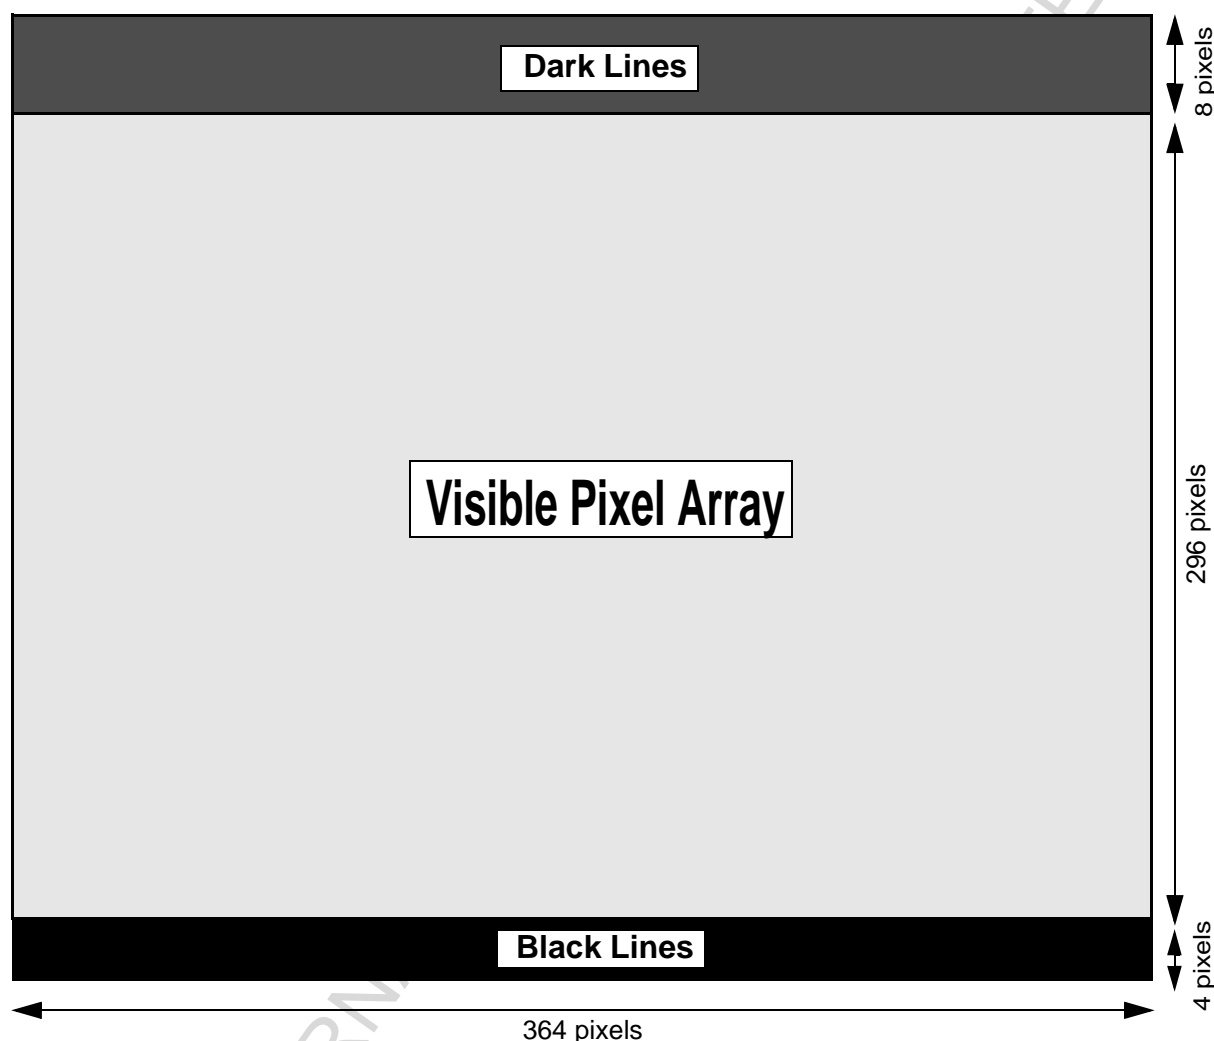 Dark Lines
8 pixels
Visible Pixel Array
296 pixels
Black Lines
4 pixels
364 pixels